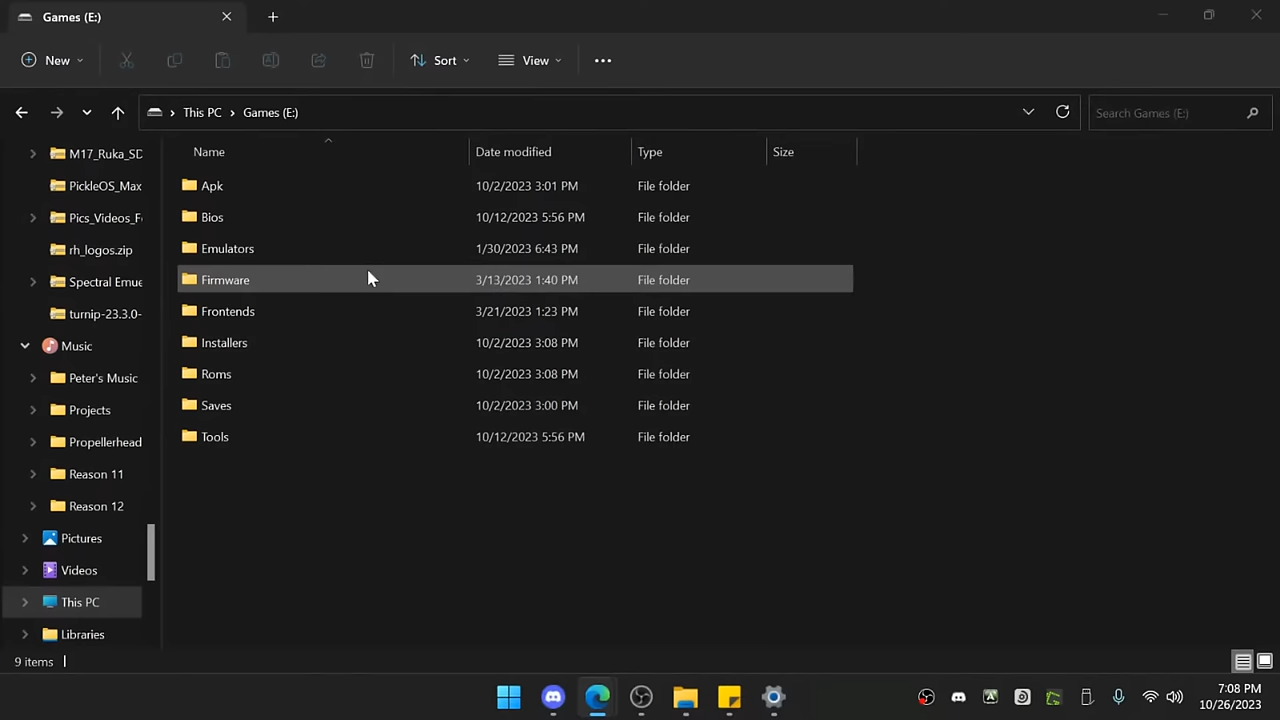 Games (E:)
New
Sort
View
This PC
Games (E:)
Search Games (E:)
Name
Date modified
Type
Size
M17_Ruka_SD
PickleOS_Max
Pics_Videos_F
rh_logos.zip
Spectral Emue
turnip-23.3.0-
Music
Peter's Music
Projects
Propellerhead
Reason 11
Reason 12
Pictures
Videos
This PC
Libraries
Apk 10/2/2023 3:01 PM File folder
Bios 10/12/2023 5:56 PM File folder
Emulators 1/30/2023 6:43 PM File folder
Firmware 3/13/2023 1:40 PM File folder
Frontends 3/21/2023 1:23 PM File folder
Installers 10/2/2023 3:08 PM File folder
Roms 10/2/2023 3:08 PM File folder
Saves 10/2/2023 3:00 PM File folder
Tools 10/12/2023 5:56 PM File folder
9 items
7:08 PM
10/26/2023